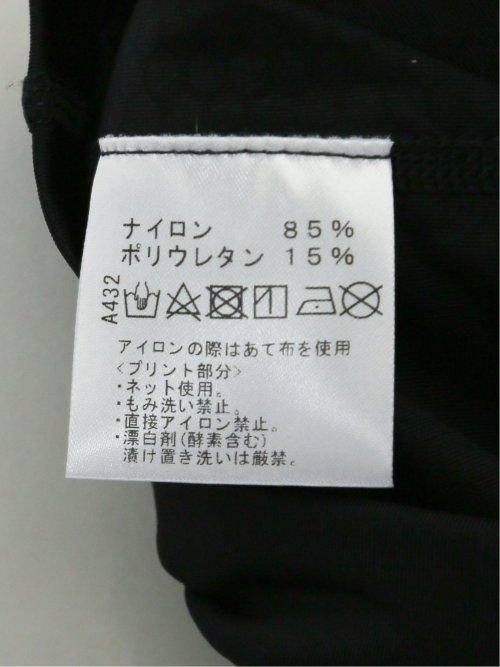 ナイロン 85%
ポリウレタン 15%
A432
アイロンの際はあて布を使用
<プリント部分>
・ネット使用。
・もみ洗い禁止。
・直接アイロン禁止。
・漂白剤(酵素含む)
漬け置き洗いは厳禁。